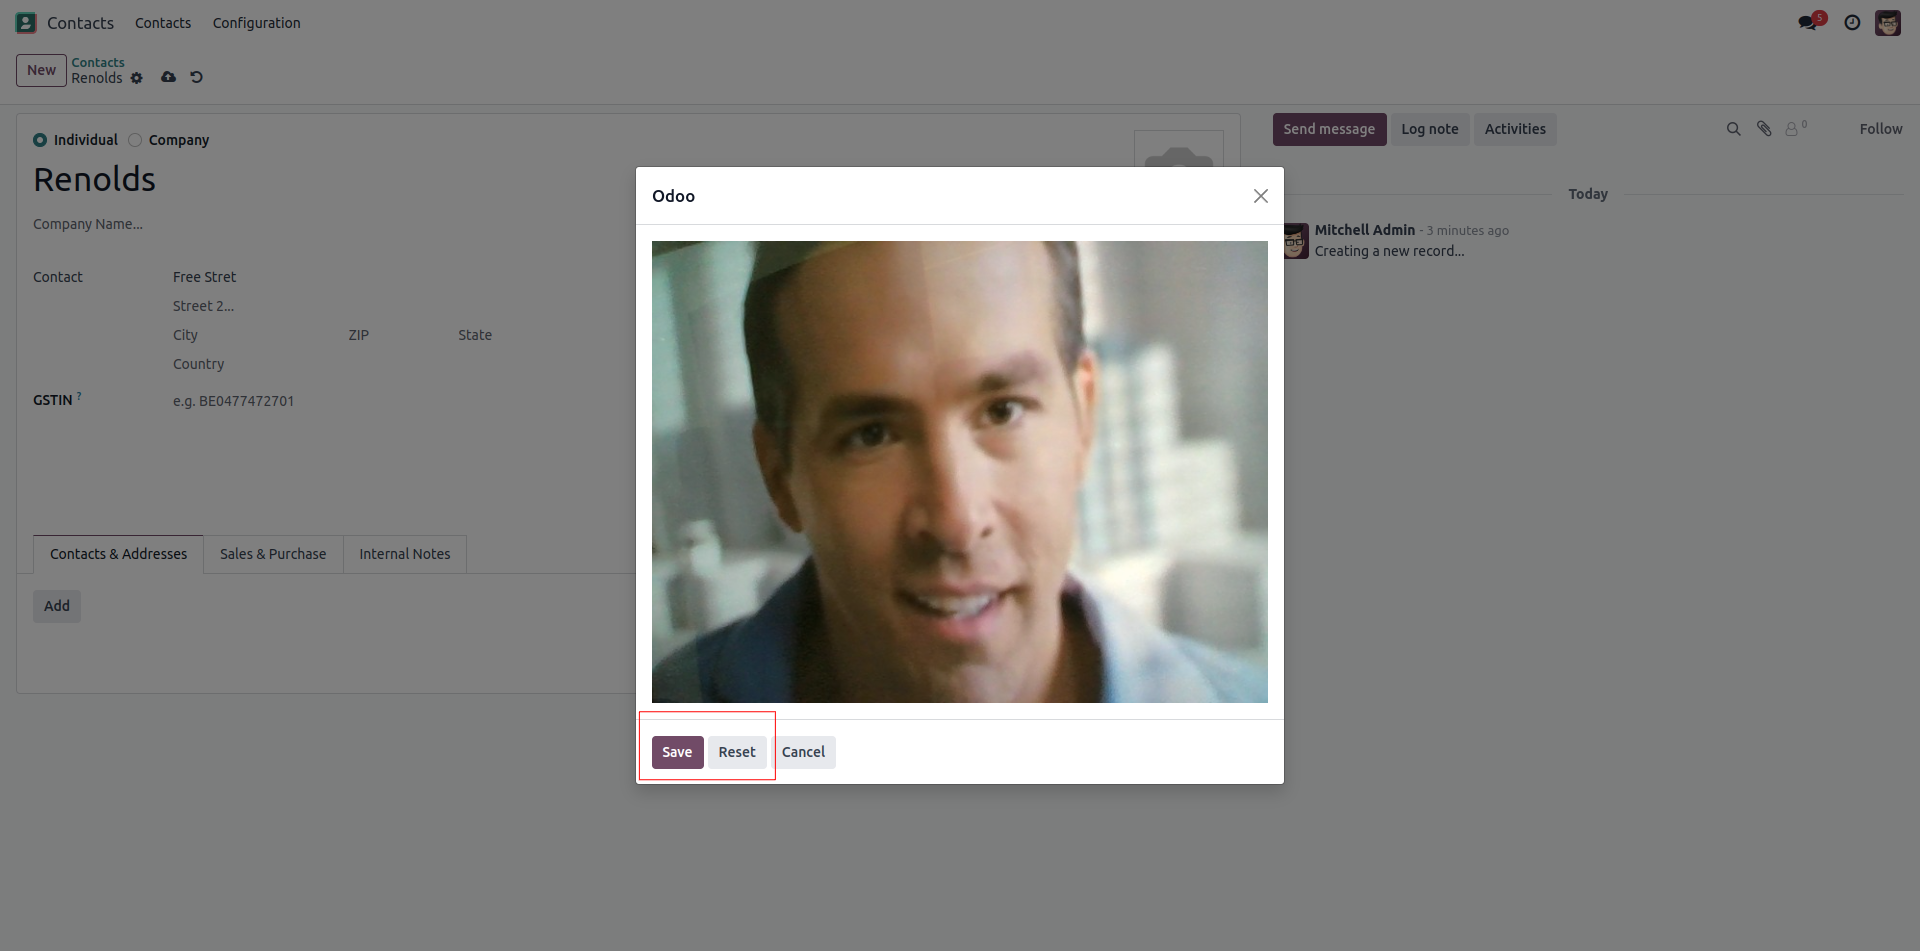 Contacts Contacts Configuration 5
New Contacts
Renolds
Individual Company
Send message Log note Activities 0 Follow
Renolds
Company Name...
Contact Free Stret
Street 2...
City ZIP State
Country
GSTIN ? e.g. BE0477472701
Contacts & Addresses Sales & Purchase Internal Notes
Add
Odoo
Save Reset Cancel
Today
Mitchell Admin - 3 minutes ago
Creating a new record...